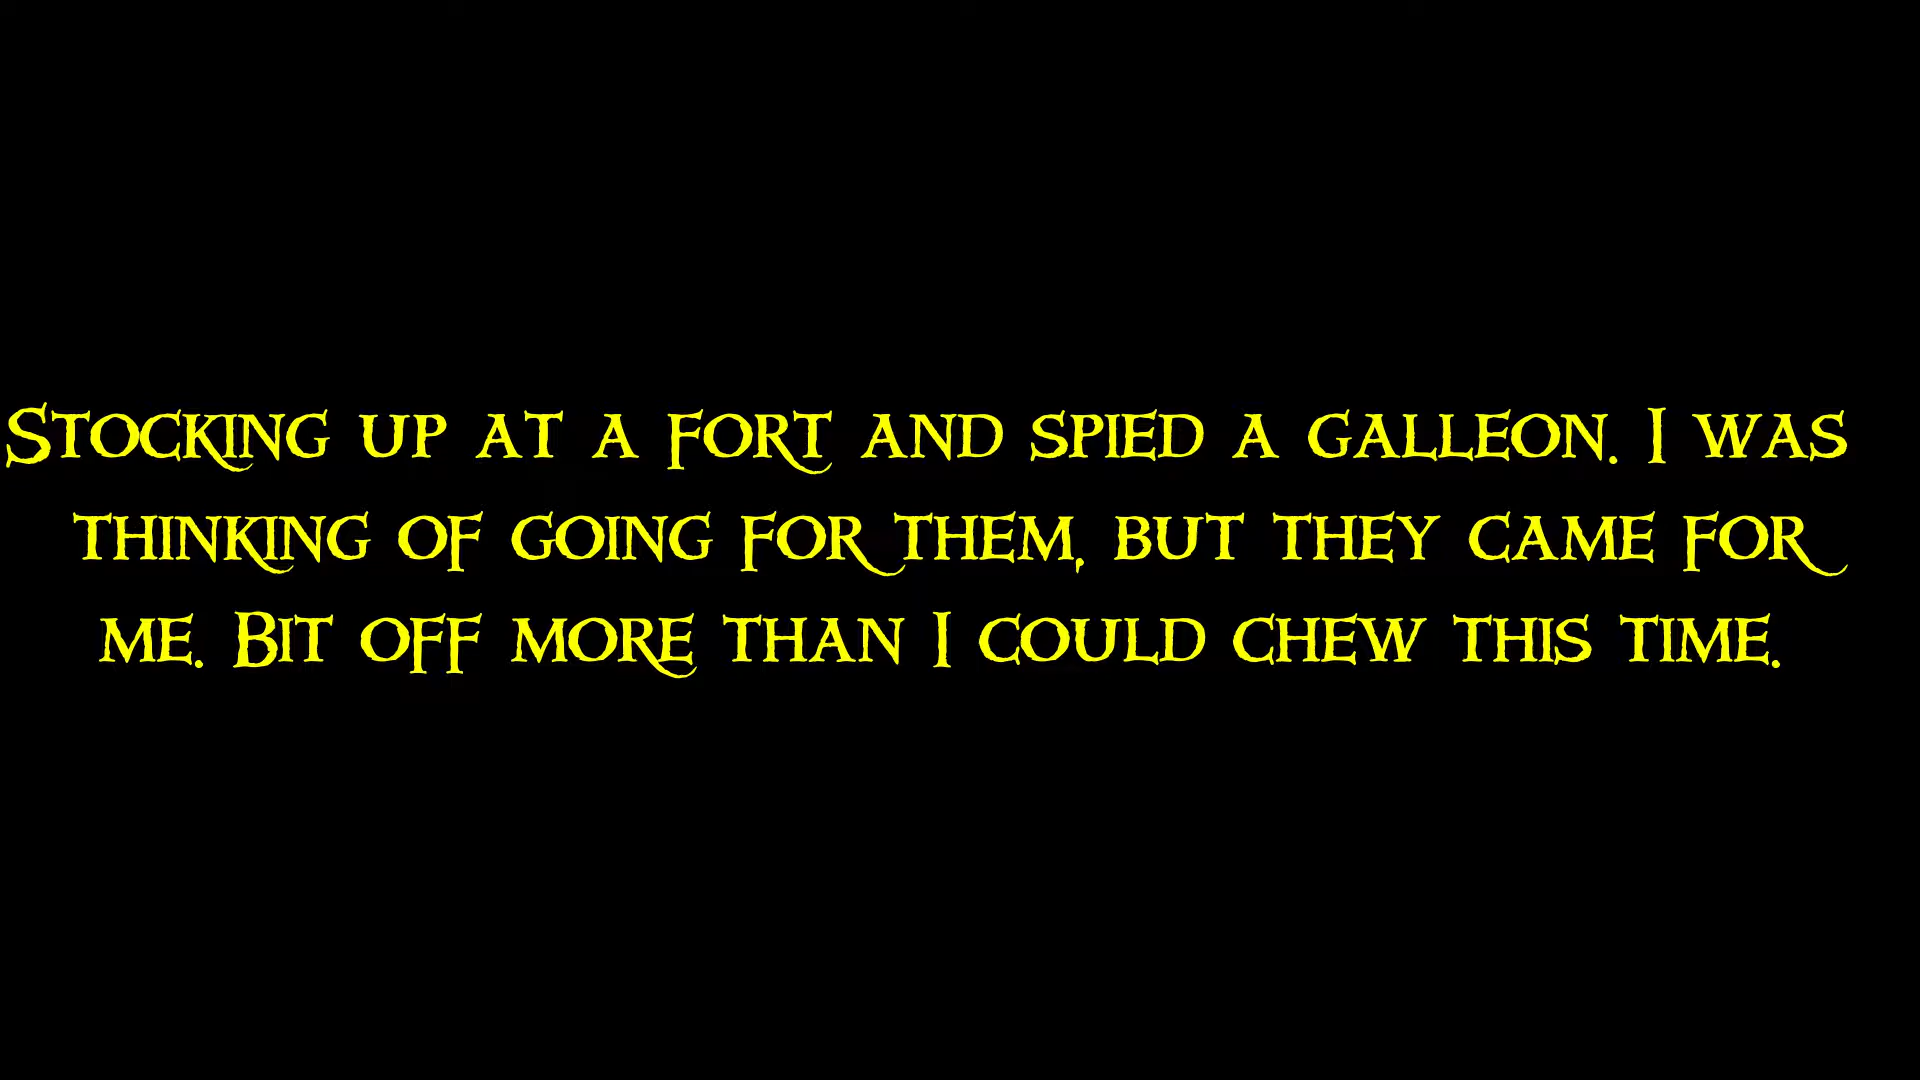 Stocking up at a fort and spied a galleon. I was
thinking of going for them, but they came for
me. Bit off more than I could chew this time.